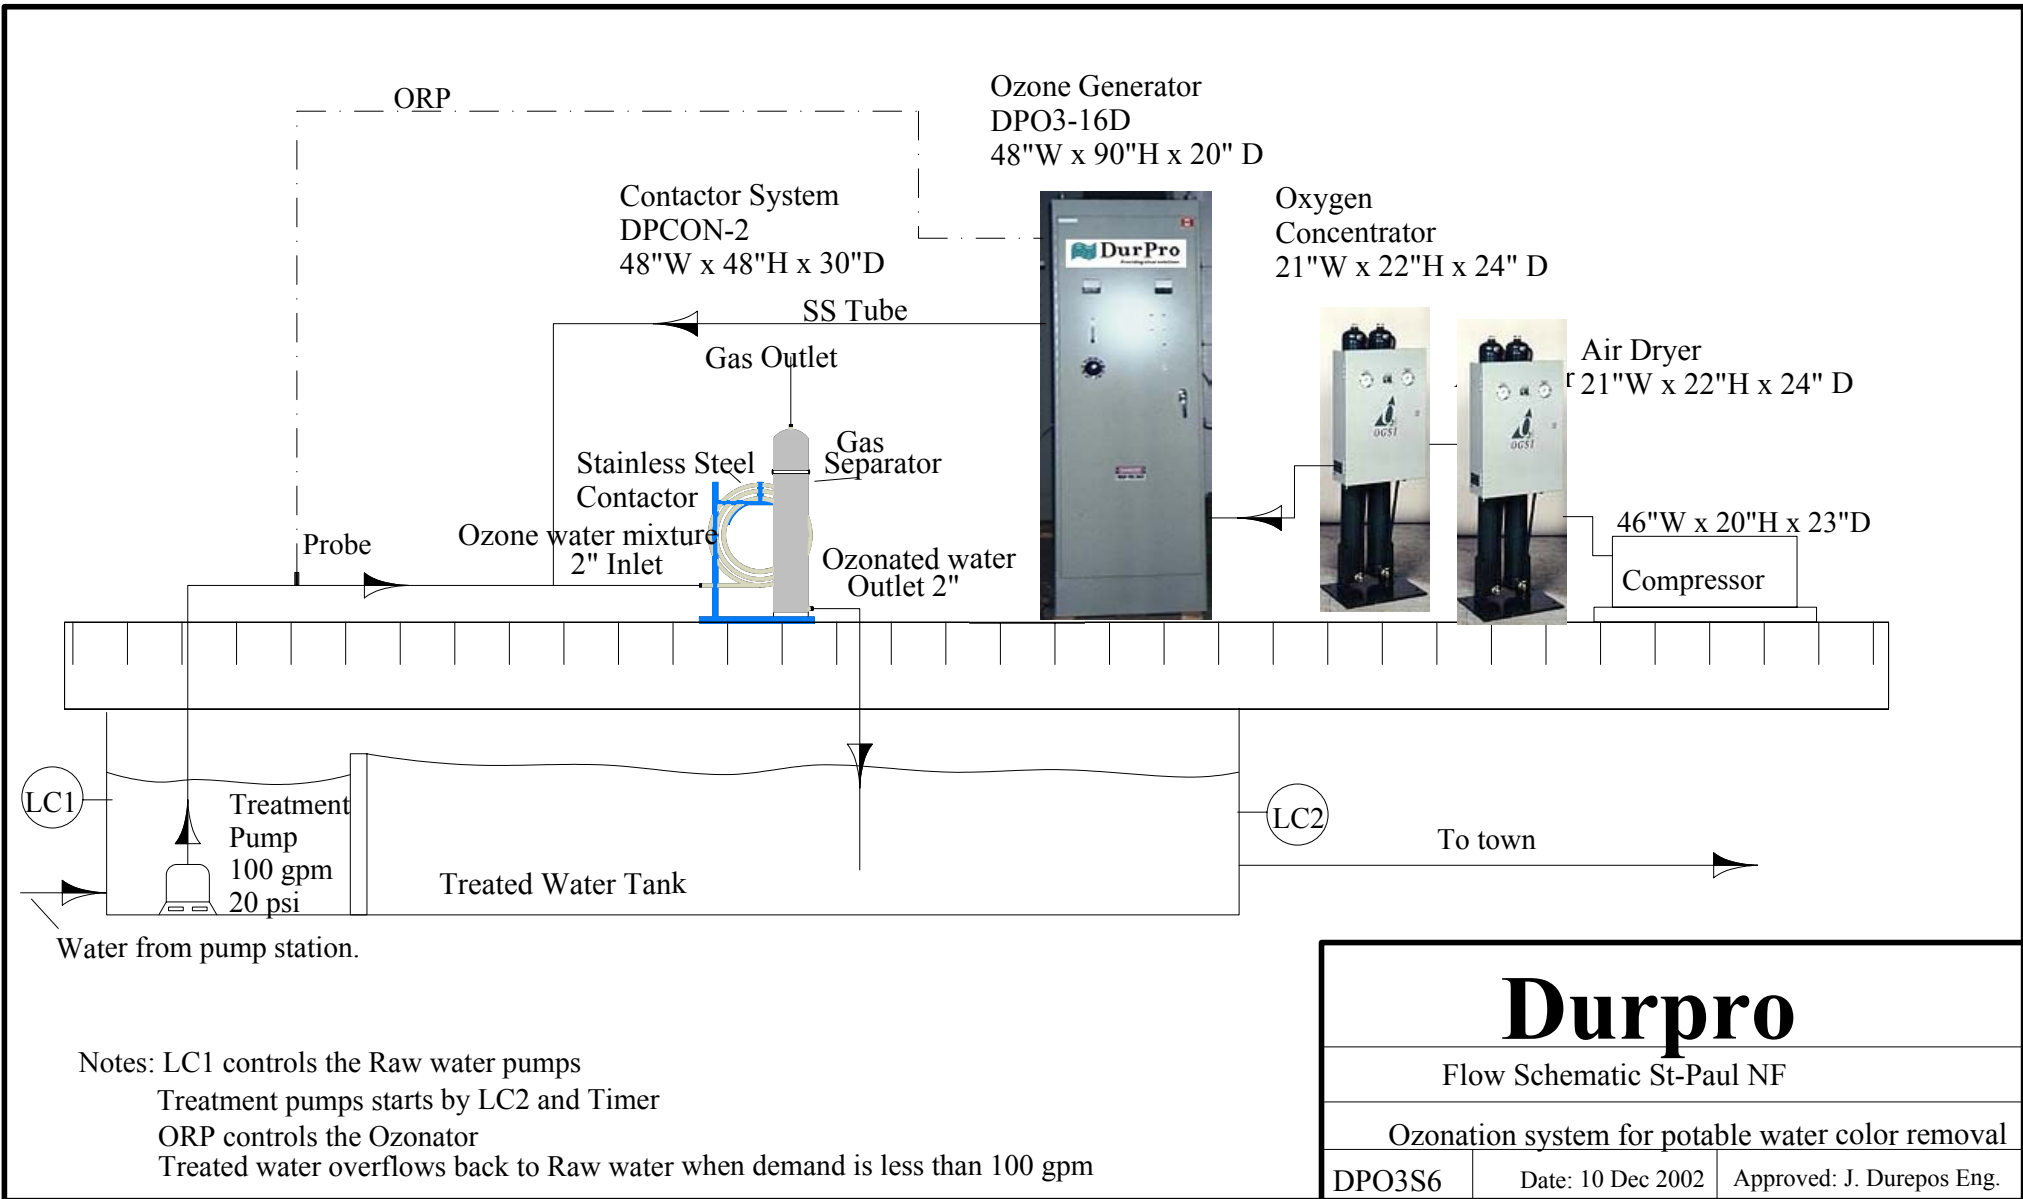 ORP
Ozone Generator
DPO3-16D
48"W x 90"H x 20" D
Contactor System
DPCON-2
48"W x 48"H x 30"D
Oxygen
Concentrator
21"W x 22"H x 24" D
DurPro
Providing clear solutions
SS Tube
Gas Outlet
Air Dryer
21"W x 22"H x 24" D
OGSI
OGSI
Gas
Separator
Stainless Steel
Contactor
Ozone water mixture
2" Inlet
Probe
Ozonated water
Outlet 2"
46"W x 20"H x 23"D
Compressor
LC1
Treatment
Pump
100 gpm
20 psi
Treated Water Tank
LC2
To town
Water from pump station.
Notes: LC1 controls the Raw water pumps
Treatment pumps starts by LC2 and Timer
ORP controls the Ozonator
Treated water overflows back to Raw water when demand is less than 100 gpm
Durpro
Flow Schematic St-Paul NF
Ozonation system for potable water color removal
DPO3S6
Date: 10 Dec 2002
Approved: J. Durepos Eng.